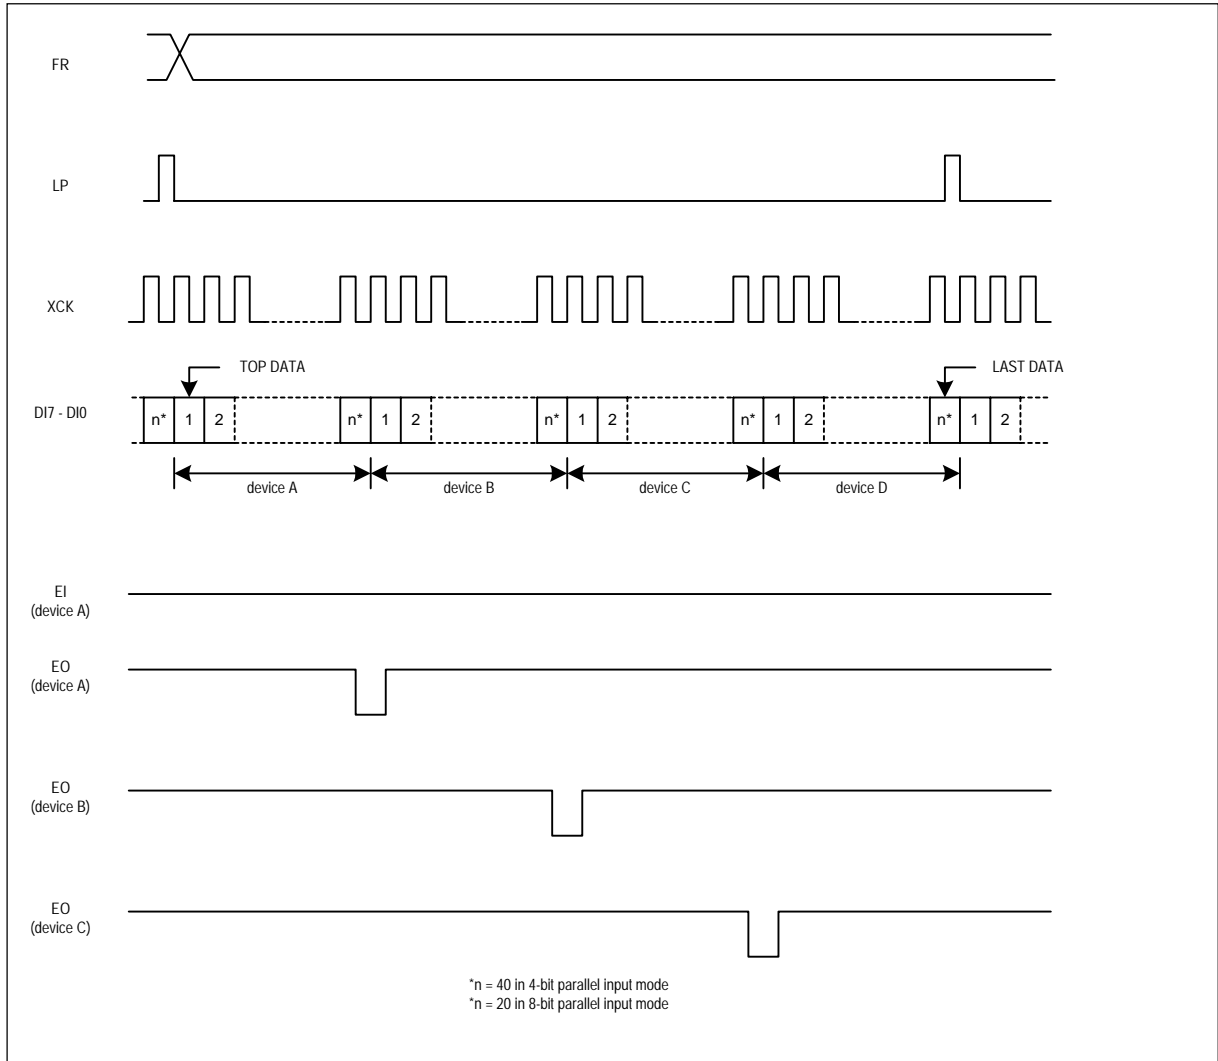 FR
LP
XCK
TOP DATA
LAST DATA
DI7 - DI0
n* 1 2 n* 1 2 n* 1 2 n* 1 2 n* 1 2
device A device B device C device D
EI
(device A)
EO
(device A)
EO
(device B)
EO
(device C)
*n = 40 in 4-bit parallel input mode
*n = 20 in 8-bit parallel input mode